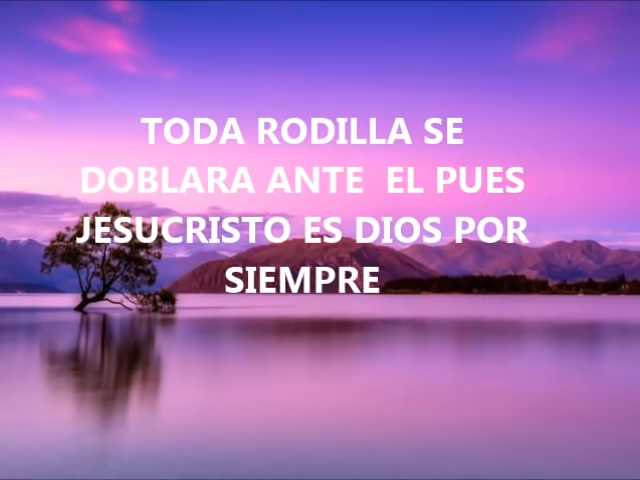 TODA RODILLA SE
DOBLARA ANTE  EL PUES
JESUCRISTO ES DIOS POR
SIEMPRE